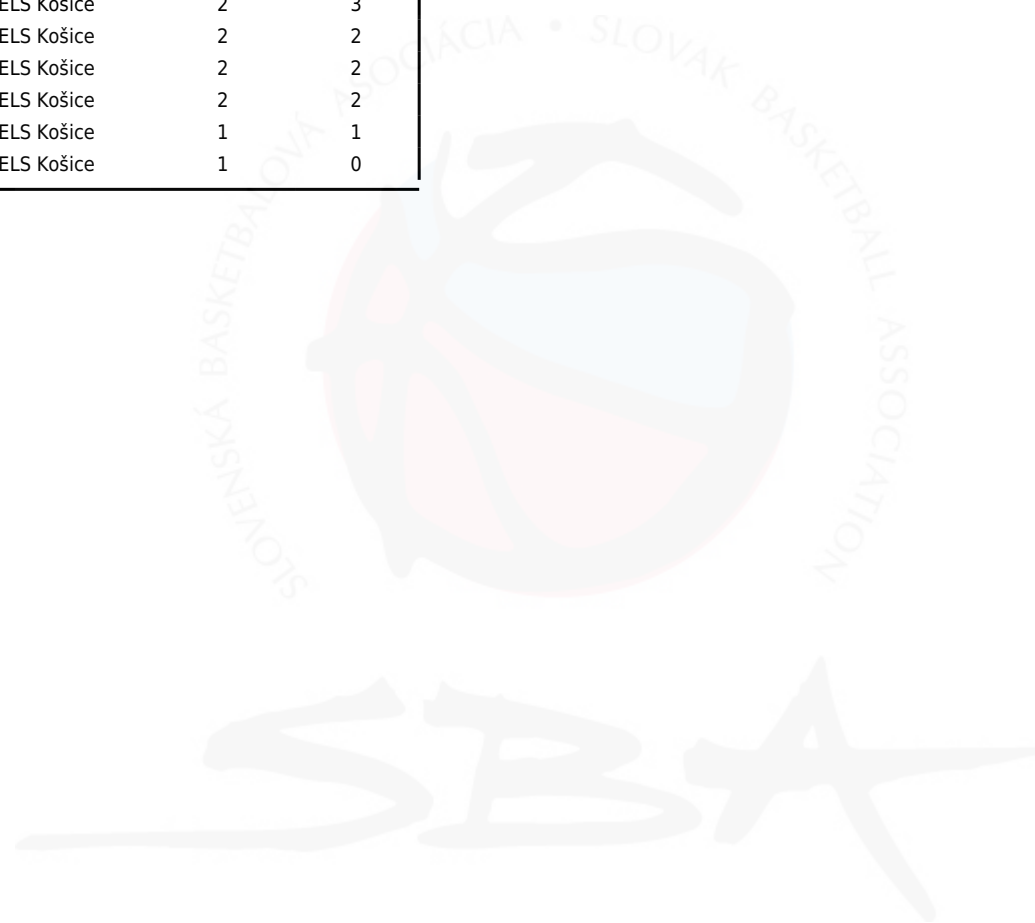 ELS Košice 2 3
ELS Košice 2 2
ELS Košice 2 2
ELS Košice 2 2
ELS Košice 1 1
ELS Košice 1 0
SLOVENSKÁ BASKETBALOVÁ ASOCIÁCIA • SLOVAK BASKETBALL ASSOCIATION
SBA